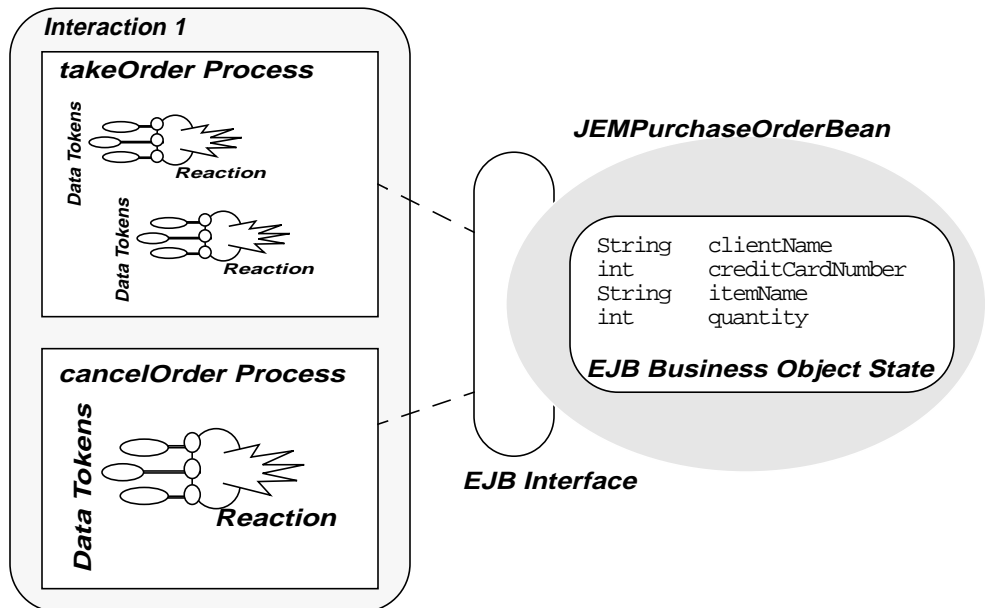 Interaction 1
takeOrder Process
Data Tokens
Reaction
Data Tokens
Reaction
cancelOrder Process
Data Tokens
Reaction
EJB Interface
JEMPurchaseOrderBean
String clientName
int creditCardNumber
String itemName
int quantity
EJB Business Object State